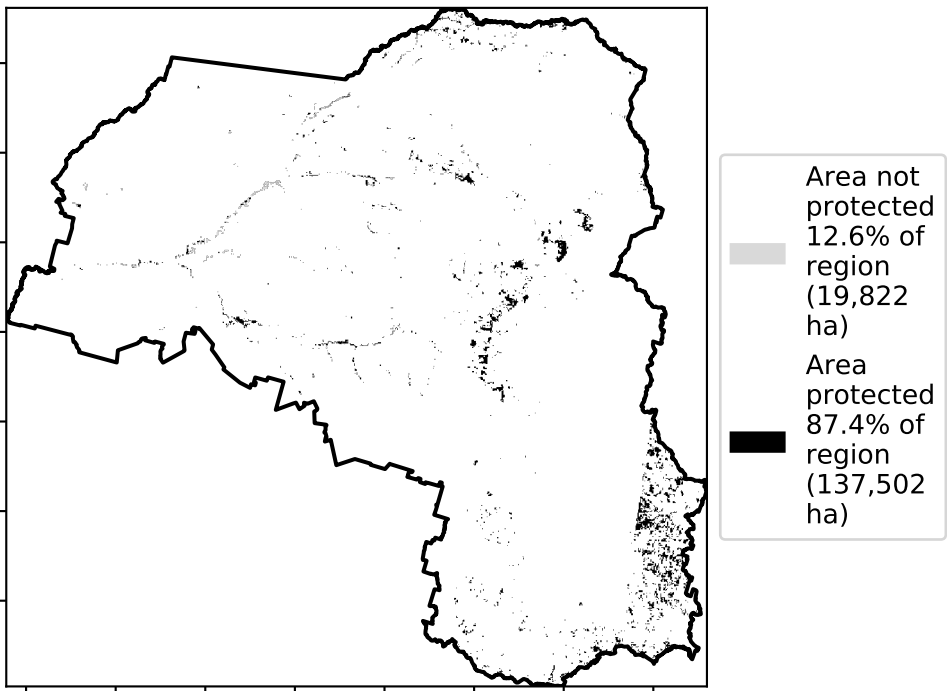 Area not
protected
12.6% of
region
(19,822
ha)
Area
protected
87.4% of
region
(137,502
ha)